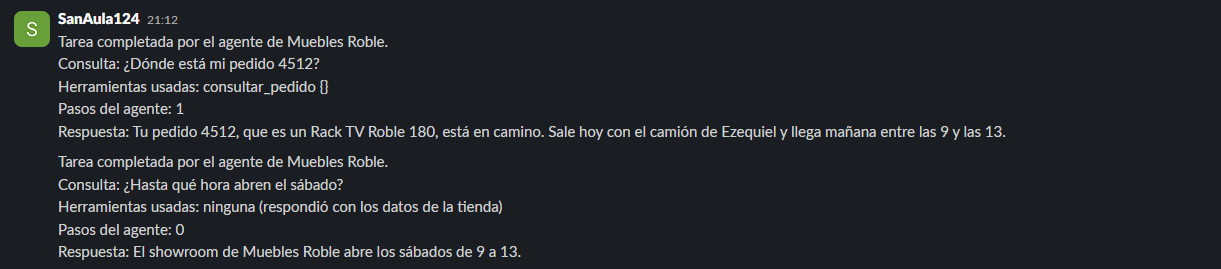 S
SanAula124 21:12
Tarea completada por el agente de Muebles Roble.
Consulta: ¿Dónde está mi pedido 4512?
Herramientas usadas: consultar_pedido {}
Pasos del agente: 1
Respuesta: Tu pedido 4512, que es un Rack TV Roble 180, está en camino. Sale hoy con el camión de Ezequiel y llega mañana entre las 9 y las 13.
Tarea completada por el agente de Muebles Roble.
Consulta: ¿Hasta qué hora abren el sábado?
Herramientas usadas: ninguna (respondió con los datos de la tienda)
Pasos del agente: 0
Respuesta: El showroom de Muebles Roble abre los sábados de 9 a 13.